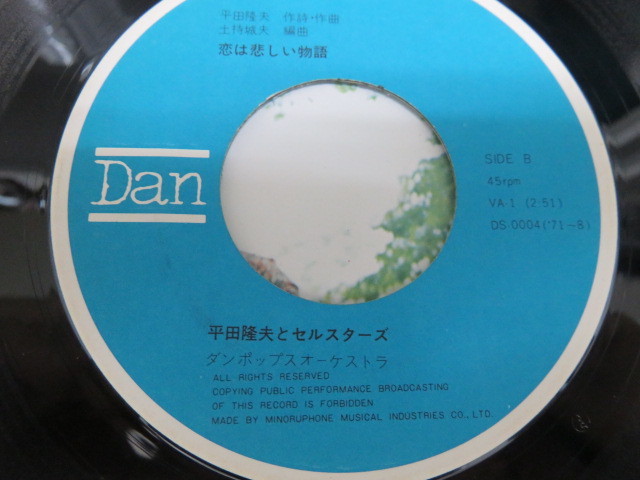 平田隆夫 作詩・作曲
土持城夫 編曲
恋は悲しい物語
Dan
SIDE B
45rpm
VA 1 (2:51)
DS-0004('71-8)
平田隆夫とセルスターズ
ダンポップスオーケストラ
ALL RIGHTS RESERVED
COPYING PUBLIC PERFORMANCE BROADCASTING
OF THIS RECORD IS FORBIDDEN
MADE BY MINORUPHONE MUSICAL INDUSTRIES CO., LTD.